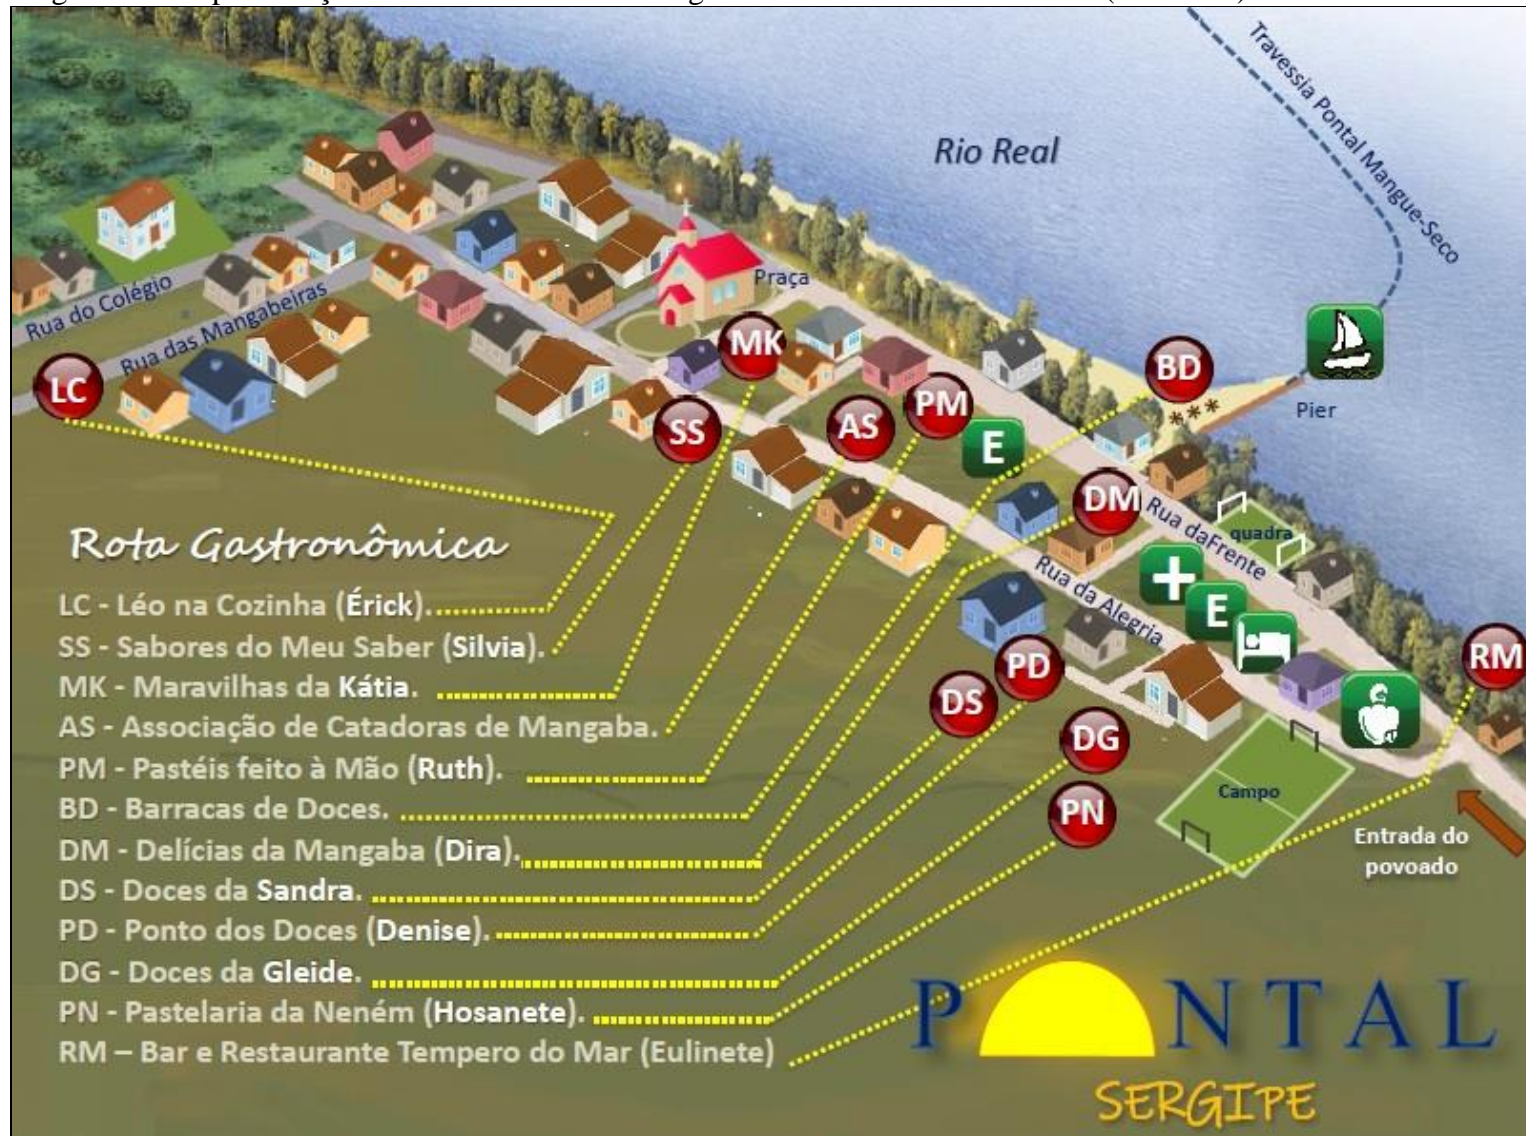 Travessia Pontal Mangue-Seco
Rio Real
Praça
Rua do Colégio
Rua das Mangabeiras
MK
BD
LC
Pier
PM
AS
SS
E
DM
Rua daFrente
quadra
Rua da Alegria
E
RM
PD
DS
DG
PN
Campo
Entrada do
povoado
Rota Gastronômica
LC - Léo na Cozinha (Érick).
SS - Sabores do Meu Saber (Silvia).
MK - Maravilhas da Kátia.
AS - Associação de Catadoras de Mangaba.
PM - Pastéis feito à Mão (Ruth).
BD - Barracas de Doces.
DM - Delícias da Mangaba (Dira).
DS - Doces da Sandra.
PD - Ponto dos Doces (Denise).
DG - Doces da Gleide.
PN - Pastelaria da Neném (Hosanete).
RM – Bar e Restaurante Tempero do Mar (Eulinete)
P NTAL
SERGIPE